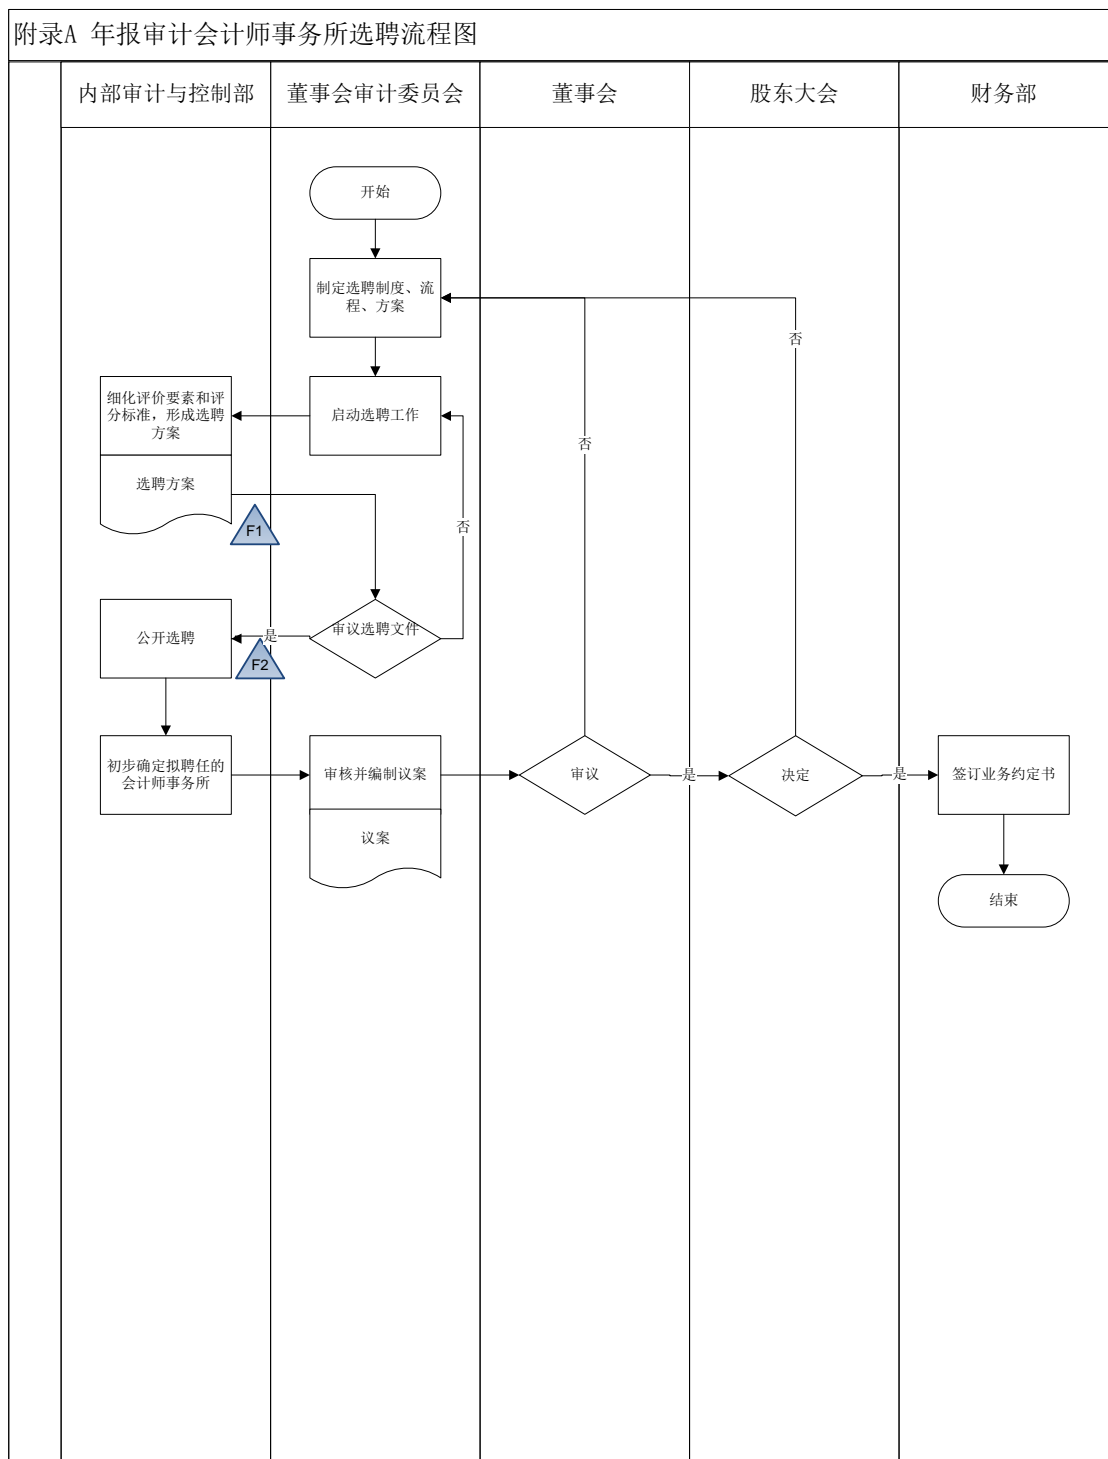 附录A 年报审计会计师事务所选聘流程图
内部审计与控制部
董事会审计委员会
董事会
股东大会
财务部
开始
制定选聘制度、流
程、方案
否
细化评价要素和评
分标准，形成选聘
方案
启动选聘工作
否
选聘方案
F1
否
公开选聘
是
审议选聘文件
F2
初步确定拟聘任的
会计师事务所
审核并编制议案
审议
是
决定
是
签订业务约定书
议案
结束